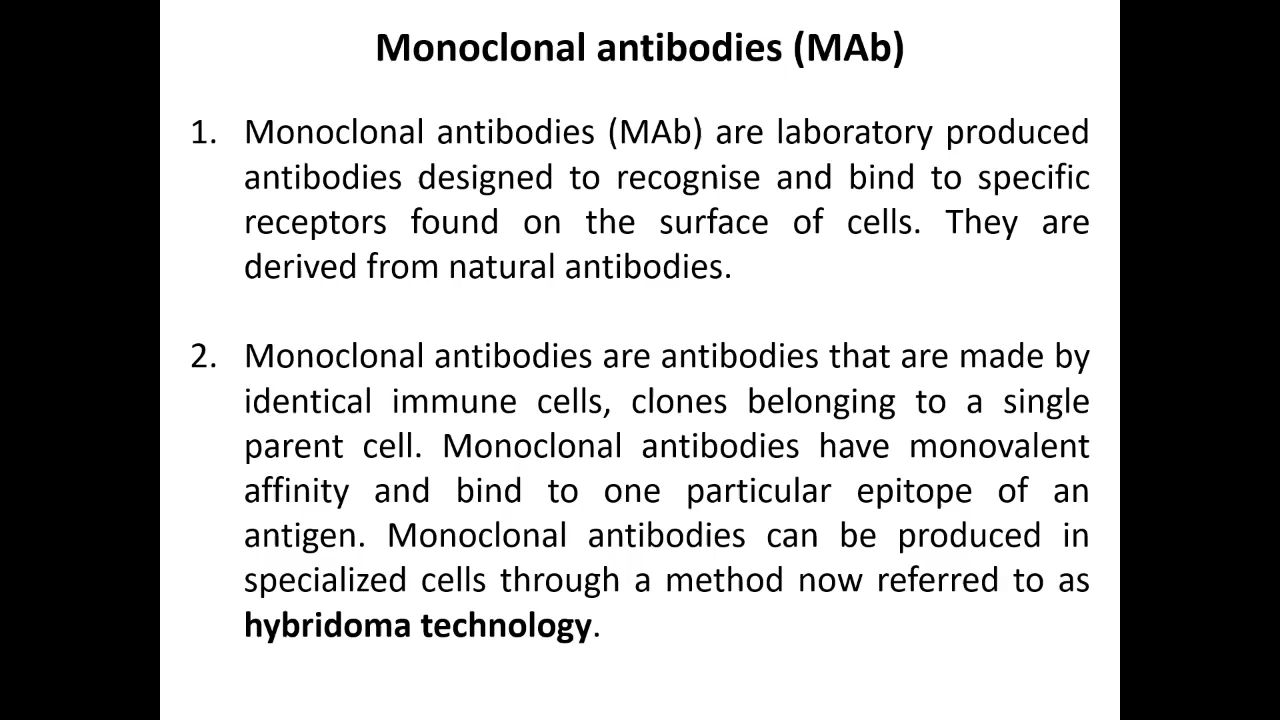 Monoclonal antibodies (MAb)
1. Monoclonal antibodies (MAb) are laboratory produced
antibodies designed to recognise and bind to specific
receptors found on the surface of cells. They are
derived from natural antibodies.
2. Monoclonal antibodies are antibodies that are made by
identical immune cells, clones belonging to a single
parent cell. Monoclonal antibodies have monovalent
affinity and bind to one particular epitope of an
antigen. Monoclonal antibodies can be produced in
specialized cells through a method now referred to as
hybridoma technology.